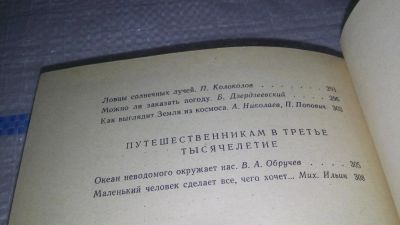 Ловцы солнечных лучей. П. Колоколов . . . . . . . 291
Можно ли заказать погоду. Б. Дзердзеевский . . . . 296
Как выглядит Земля из космоса. А. Николаев, П. Попович 303
ПУТЕШЕСТВЕННИКАМ В ТРЕТЬЕ
ТЫСЯЧЕЛЕТИЕ
Океан неведомого окружает нас. В. А. Обручев . . . . 305
Маленький человек сделает все, чего хочет... Мих. Ильин 308